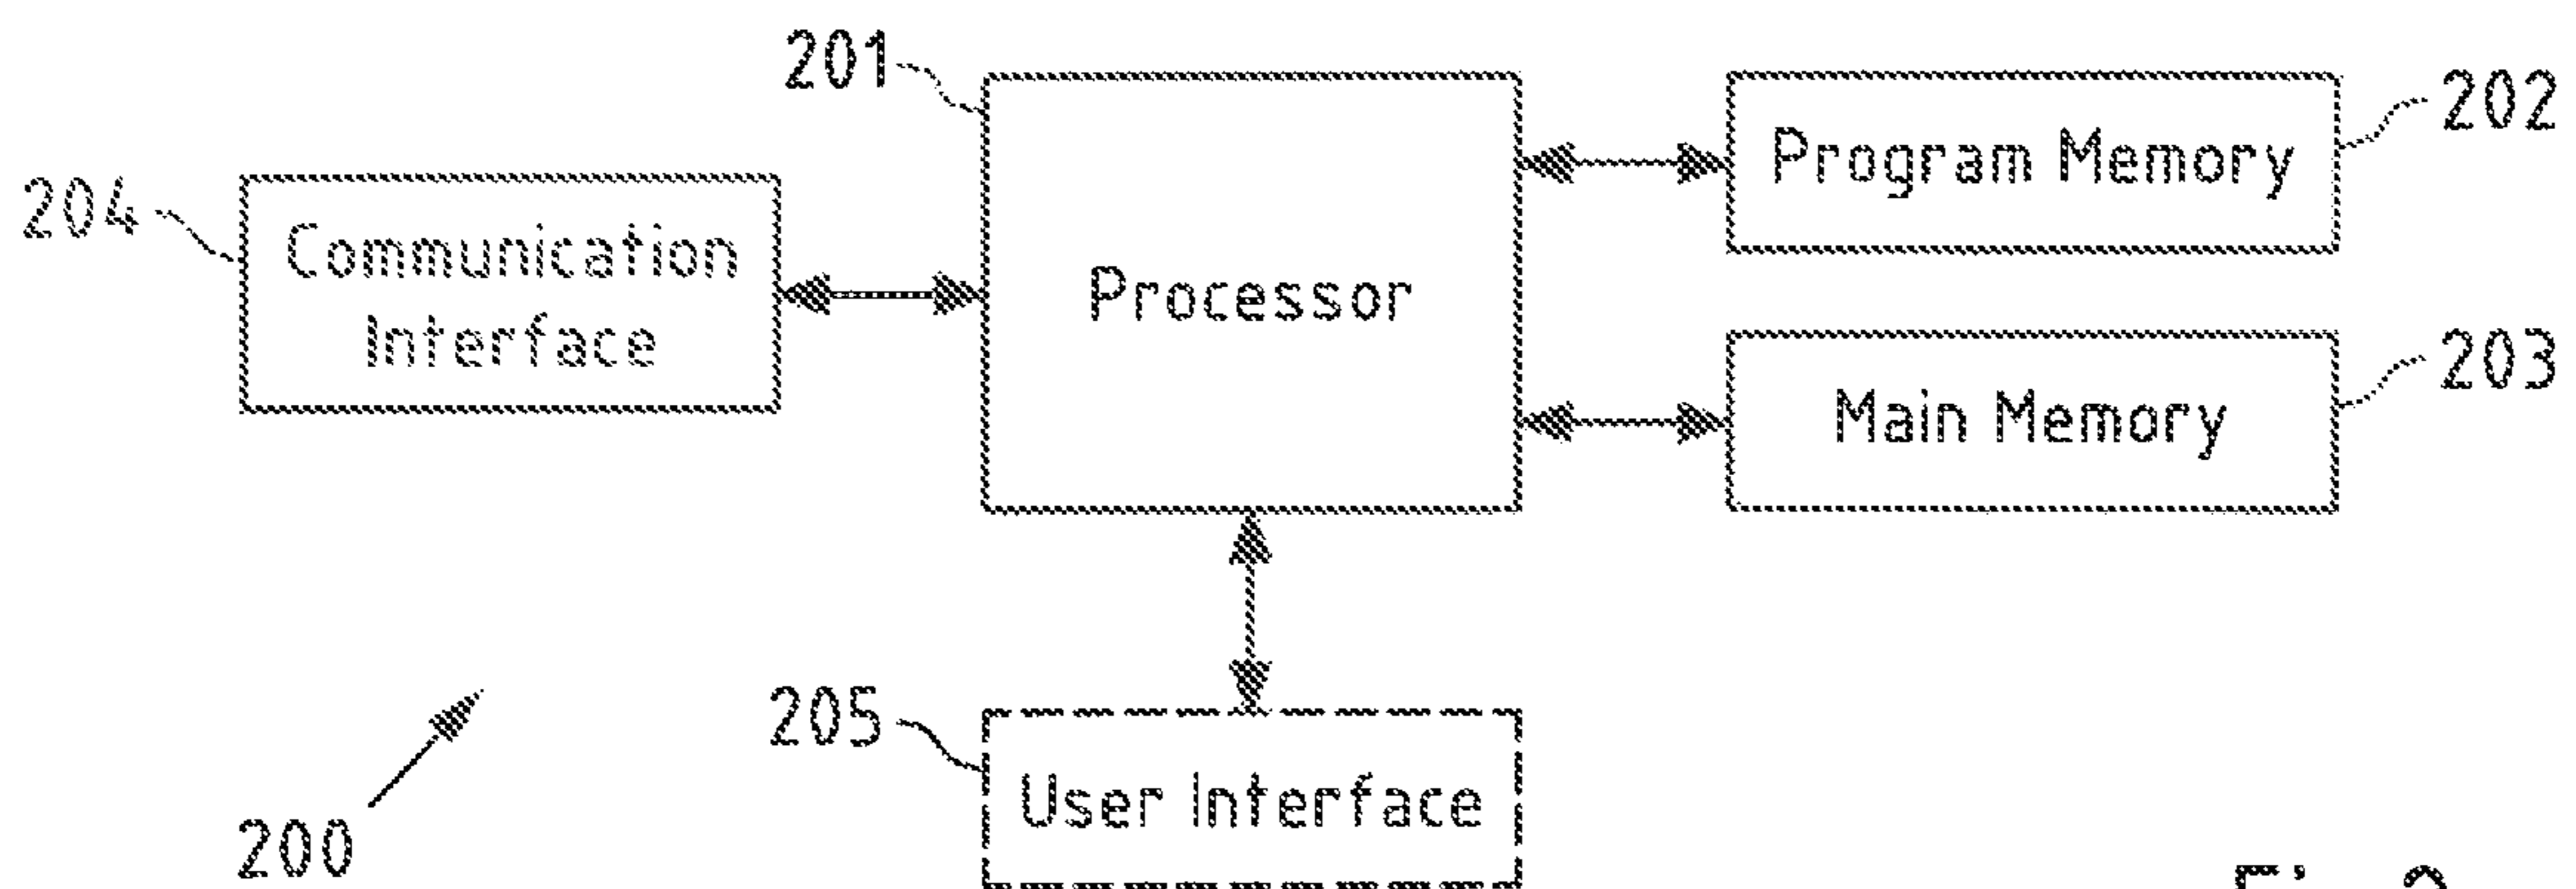 201
202
Program Memory
204
Communication
Interface
Processor
203
Main Memory
205
User Interface
200